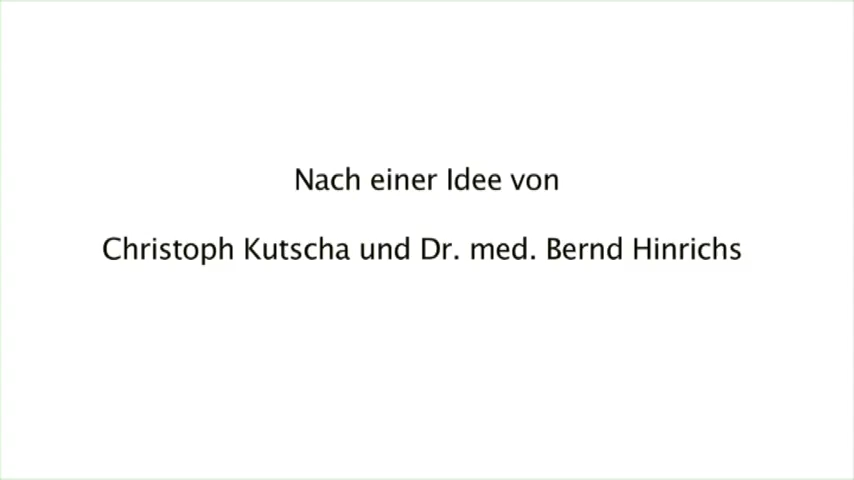 Nach einer Idee von
Christoph Kutscha und Dr. med. Bernd Hinrichs